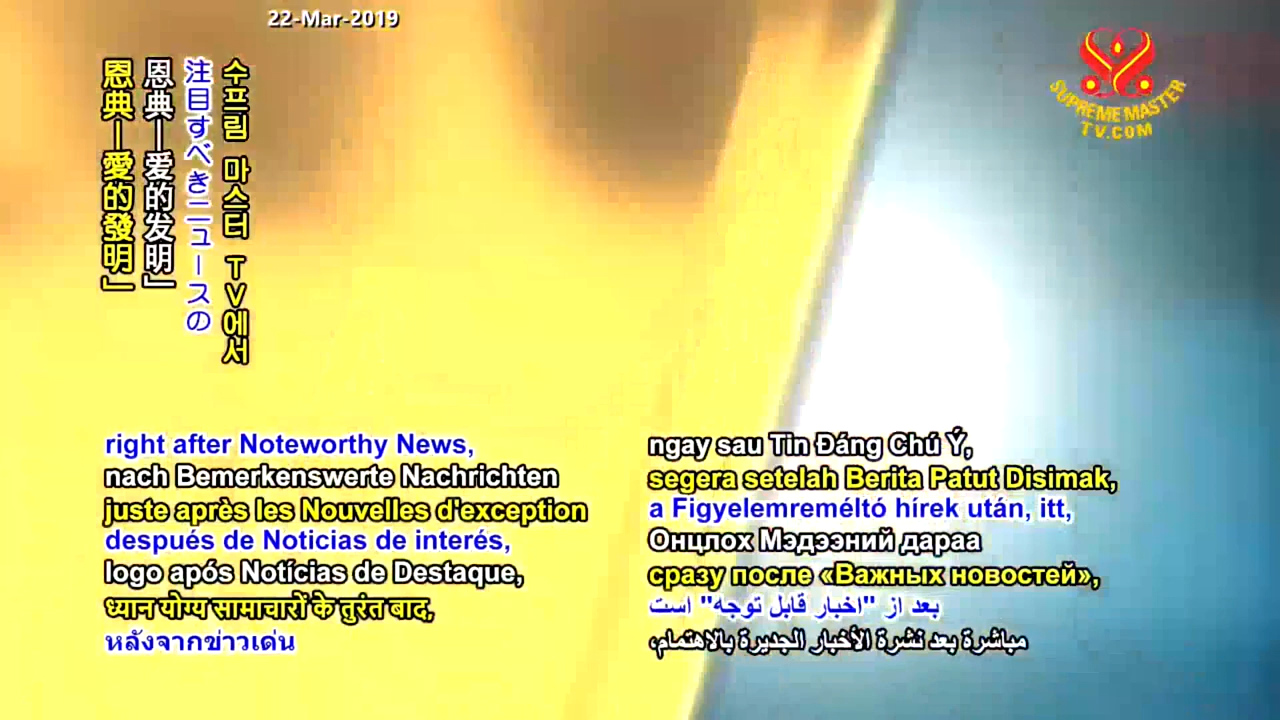 22-Mar-2019
SUPREME MASTER
TV.COM
수프림 마스터 TV에서
注目すべきニュースの
恩典—爱的发明」
恩典—愛的發明」
right after Noteworthy News,
nach Bemerkenswerte Nachrichten
juste après les Nouvelles d'exception
después de Noticias de interés,
logo após Notícias de Destaque,
ध्यान योग्य सामाचारों के तुरंत बाद,
หลังจากข่าวเด่น
ngay sau Tin Đáng Chú Ý,
segera setelah Berita Patut Disimak,
a Figyelemreméltó hírek után, itt,
Онцлох Мэдээний дараа
сразу после «Важных новостей»,
بعد از "اخبار قابل توجه" است
مباشرة بعد نشرة الأخبار الجديرة بالاهتمام،